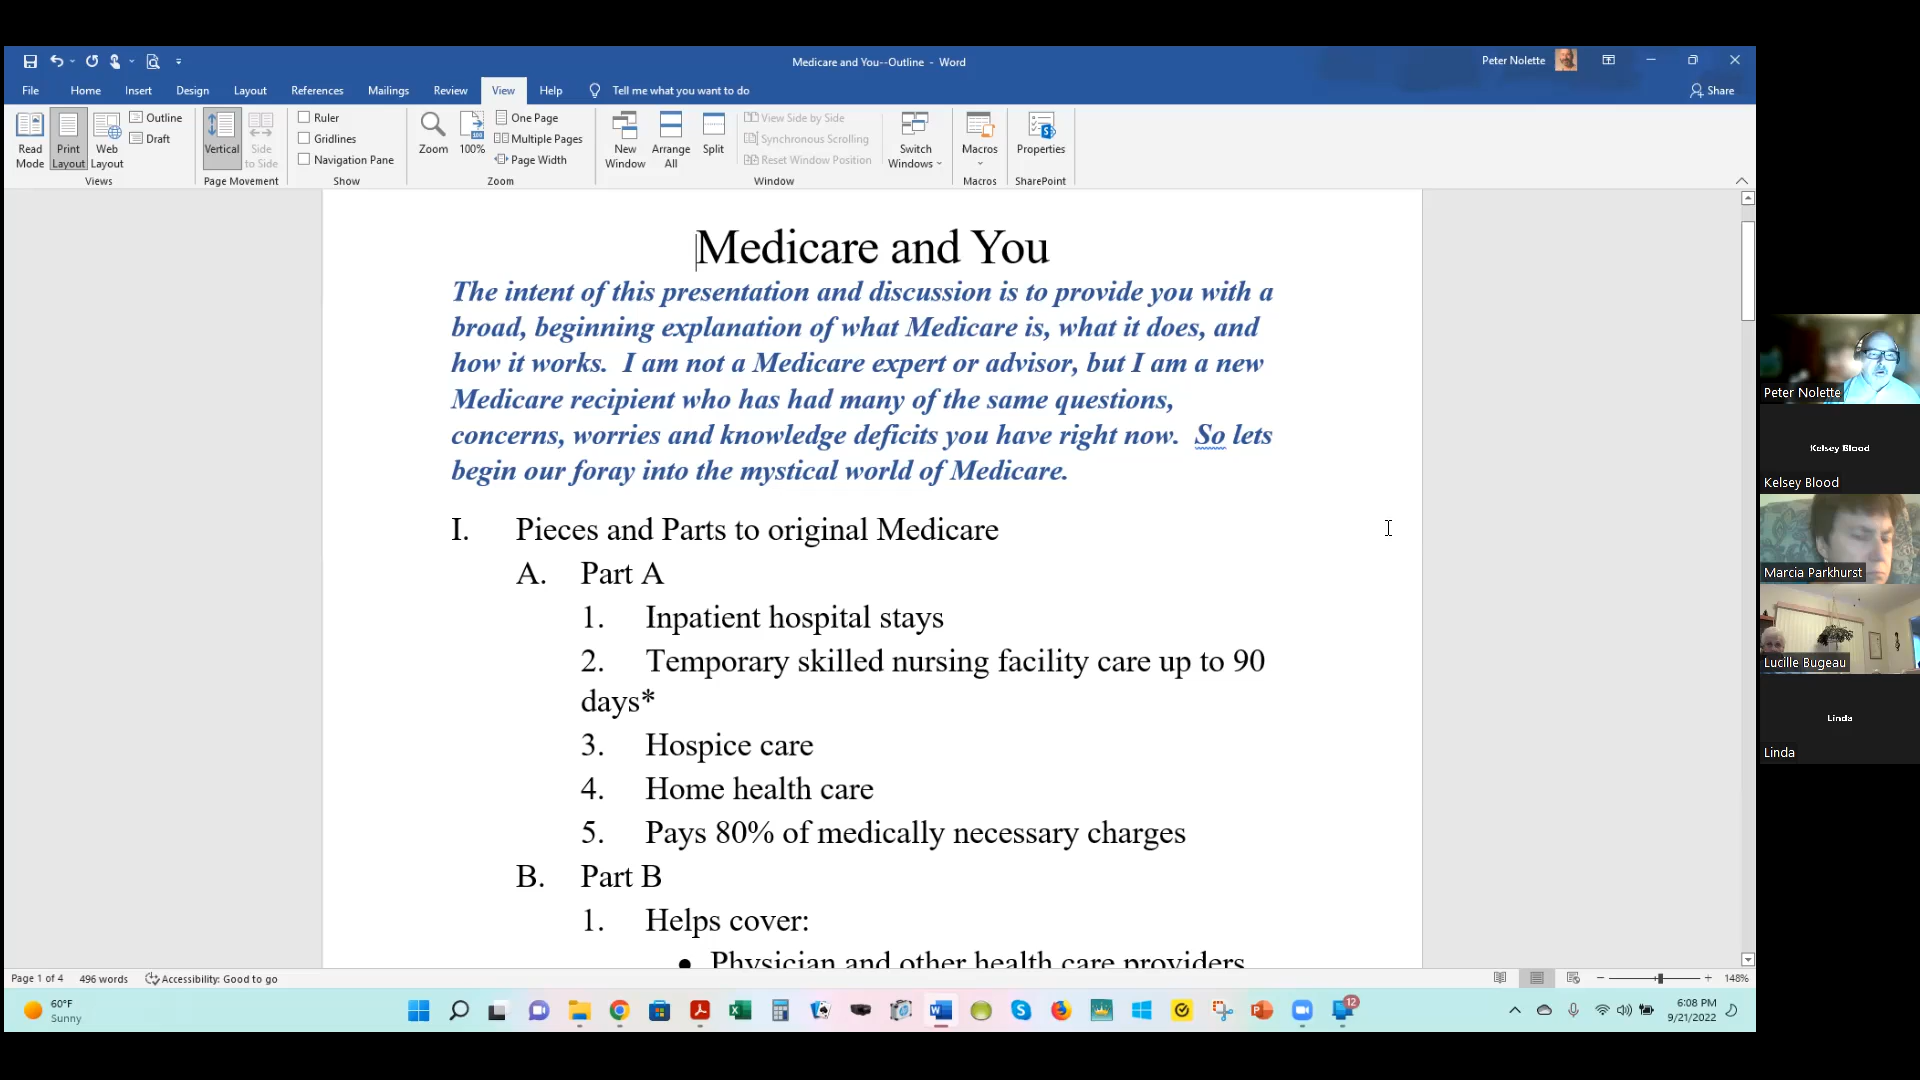 Medicare and You--Outline - Word
Peter Nolette
File Home Insert Design Layout References Mailings Review View Help Tell me what you want to do
Share
Read Mode
Print Layout
Web Layout
Outline
Draft
Views
Vertical
Side to Side
Page Movement
Ruler
Gridlines
Navigation Pane
Show
Zoom
100
100%
One Page
Multiple Pages
Page Width
Zoom
New Window
Arrange All
Split
View Side by Side
Synchronous Scrolling
Reset Window Position
Window
Switch Windows
Macros
Macros
Properties
SharePoint
Medicare and You
The intent of this presentation and discussion is to provide you with a
broad, beginning explanation of what Medicare is, what it does, and
how it works. I am not a Medicare expert or advisor, but I am a new
Medicare recipient who has had many of the same questions,
concerns, worries and knowledge deficits you have right now. So lets
begin our foray into the mystical world of Medicare.
I. Pieces and Parts to original Medicare
A. Part A
1. Inpatient hospital stays
2. Temporary skilled nursing facility care up to 90
days*
3. Hospice care
4. Home health care
5. Pays 80% of medically necessary charges
B. Part B
1. Helps cover:
• Physician and other health care providers
Page 1 of 4 496 words Accessibility: Good to go
148%
60°F
Sunny
12
6:08 PM
9/21/2022
Peter Nolette
Kelsey Blood
Kelsey Blood
Marcia Parkhurst
Lucille Bugeau
Linda
Linda